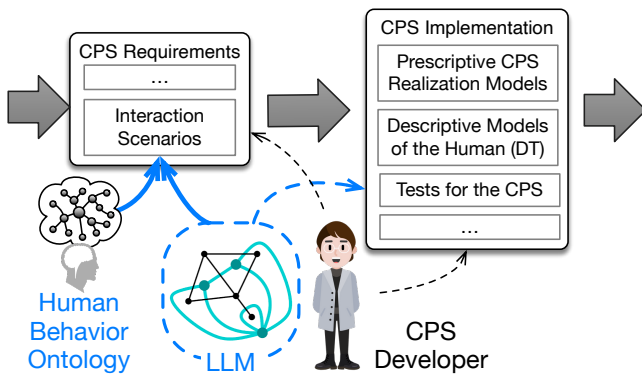 CPS Requirements
...
Interaction
Scenarios
CPS Implementation
Prescriptive CPS
Realization Models
Descriptive Models
of the Human (DT)
Tests for the CPS
...
Human
Behavior
Ontology
LLM
CPS
Developer